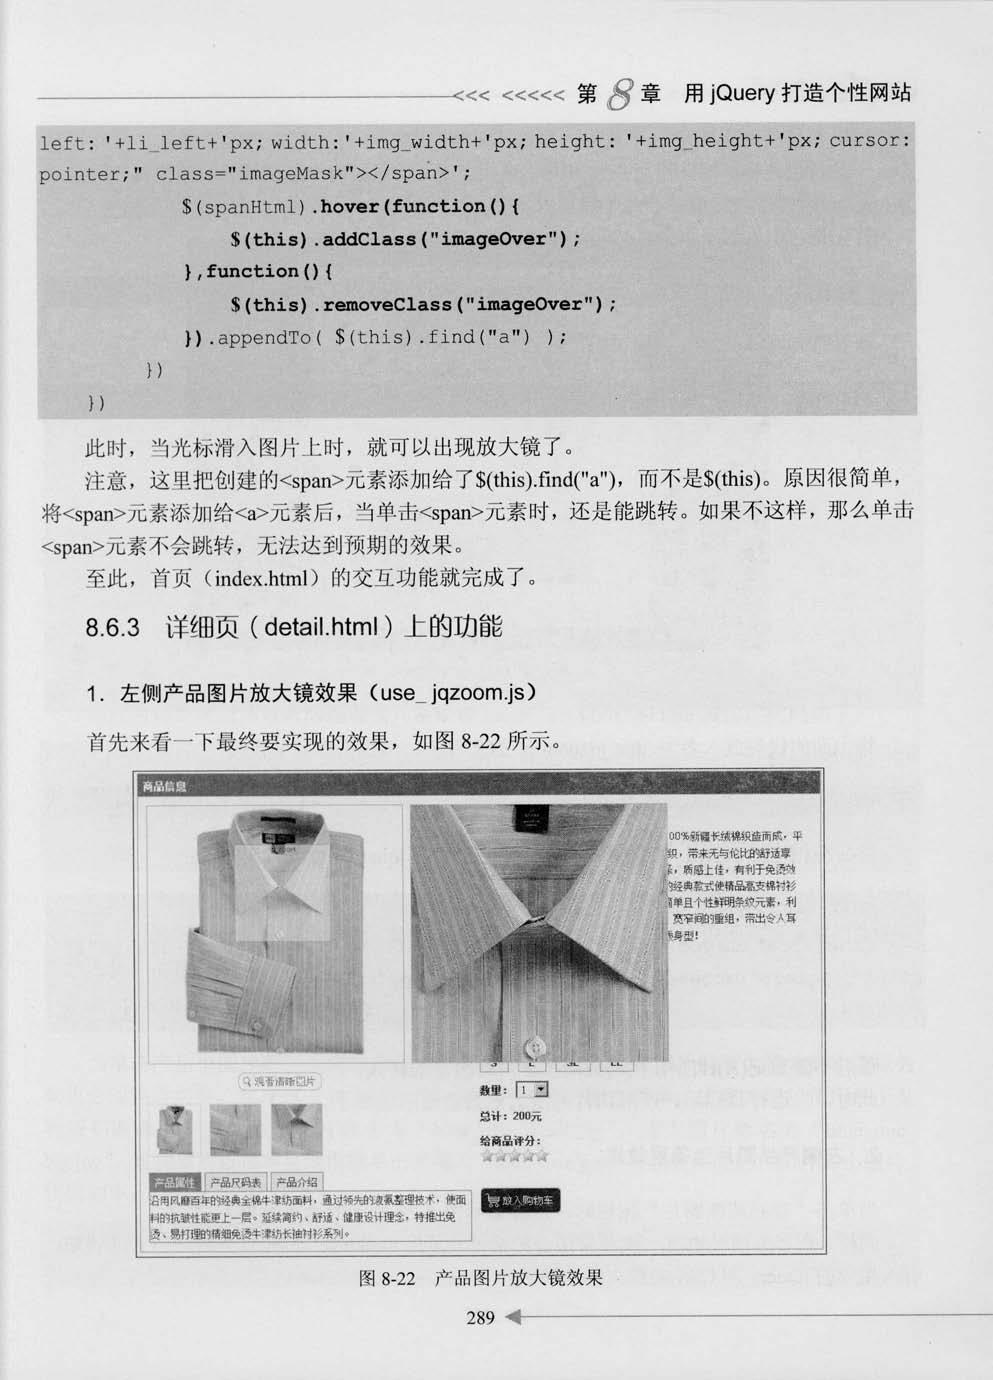 <<< <<<<< 第 8 章 用 jQuery 打造个性网站
left: '+li_left+'px; width:'+img_width+'px; height: '+img_height+'px; cursor:
pointer;" class="imageMask"></span>';
$(spanHtml).hover(function(){
$(this).addClass("imageOver");
},function(){
$(this).removeClass("imageOver");
}).appendTo( $(this).find("a") );
})
})
此时，当光标滑入图片上时，就可以出现放大镜了。
注意，这里把创建的<span>元素添加给了$(this).find("a")，而不是$(this)。原因很简单，
将<span>元素添加给<a>元素后，当单击<span>元素时，还是能跳转。如果不这样，那么单击
<span>元素不会跳转，无法达到预期的效果。
至此，首页（index.html）的交互功能就完成了。
8.6.3 详细页（detail.html）上的功能
1．左侧产品图片放大镜效果（use_ jqzoom.js）
首先来看一下最终要实现的效果，如图 8-22 所示。
商品信息
00%新疆长绒棉织造而成，平
织，带来无与伦比的舒适享
，质感上佳，有利于免烫效
的经典款式使精品高支棉衬衫
简单且个性鲜明条纹元素，利
宽窄间的重组，带出令人耳
身型!
观看清晰图片
数量： 1
总计：200元
给商品评分：
产品属性 产品尺码表 产品介绍
沿用风靡百年的经典全棉牛津纺面料，通过领先的液氨整理技术，使面
料的抗皱性能更上一层。延续简约、舒适、健康设计理念，特推出免
烫、易打理的精细免烫牛津纺长袖衬衫系列。
放入购物车
图 8-22 产品图片放大镜效果
289